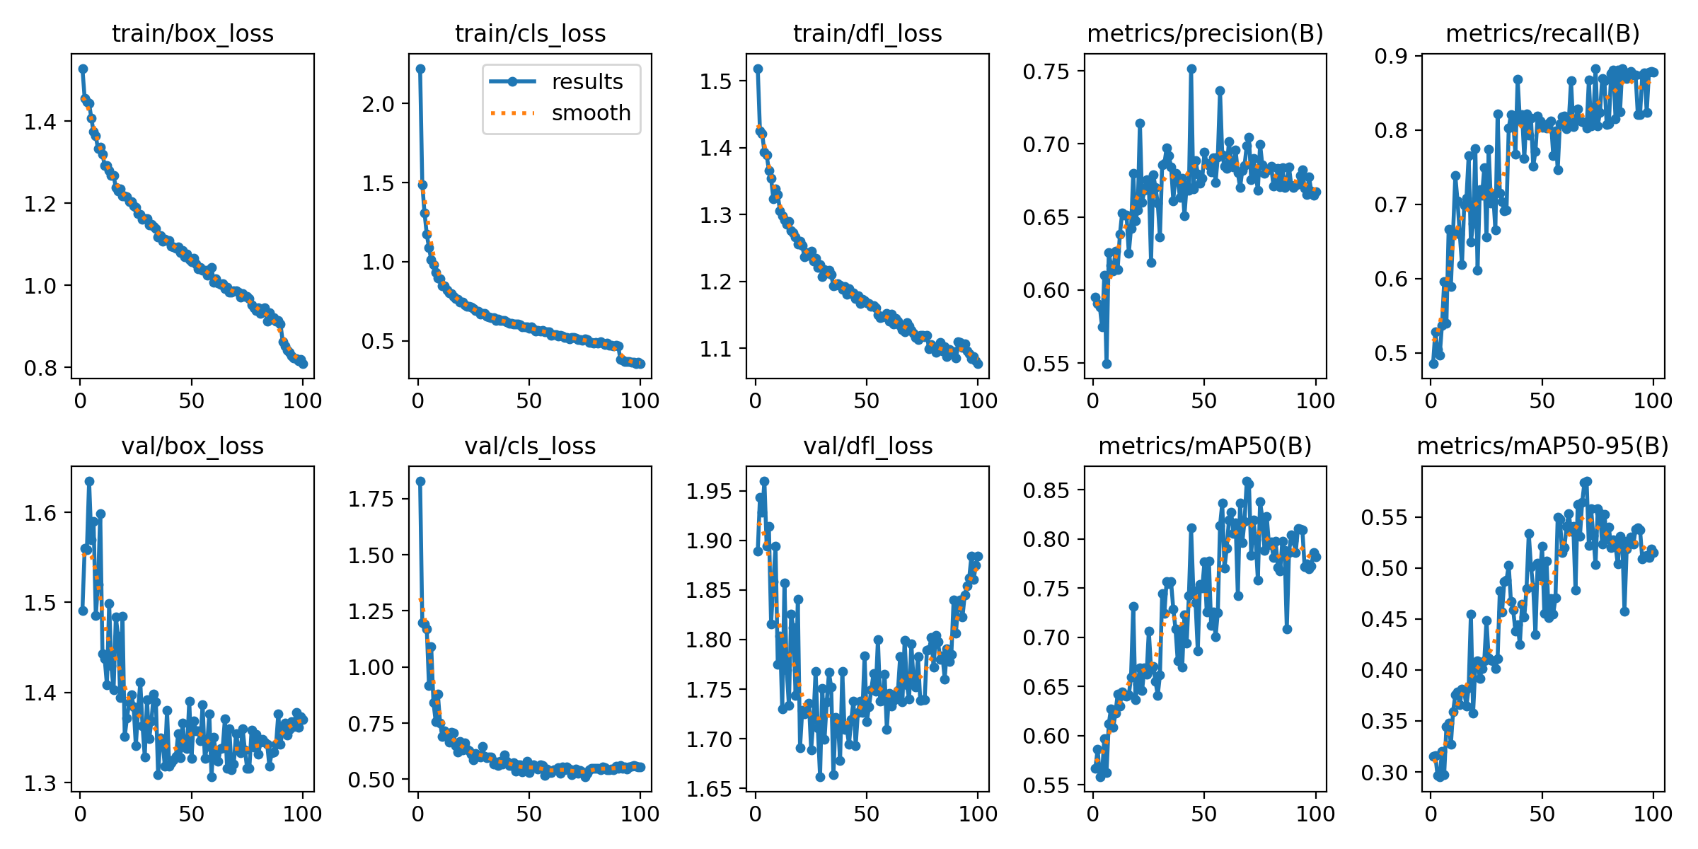 train/box_loss
train/cls_loss
train/dfl_loss
metrics/precision(B)
metrics/recall(B)
results
smooth
1.4
1.2
1.0
0.8
0 50 100
2.0
1.5
1.0
0.5
0 50 100
1.5
1.4
1.3
1.2
1.1
0 50 100
0.75
0.70
0.65
0.60
0.55
0 50 100
0.9
0.8
0.7
0.6
0.5
0 50 100
val/box_loss
val/cls_loss
val/dfl_loss
metrics/mAP50(B)
metrics/mAP50-95(B)
1.6
1.5
1.4
1.3
0 50 100
1.75
1.50
1.25
1.00
0.75
0.50
0 50 100
1.95
1.90
1.85
1.80
1.75
1.70
1.65
0 50 100
0.85
0.80
0.75
0.70
0.65
0.60
0.55
0 50 100
0.55
0.50
0.45
0.40
0.35
0.30
0 50 100